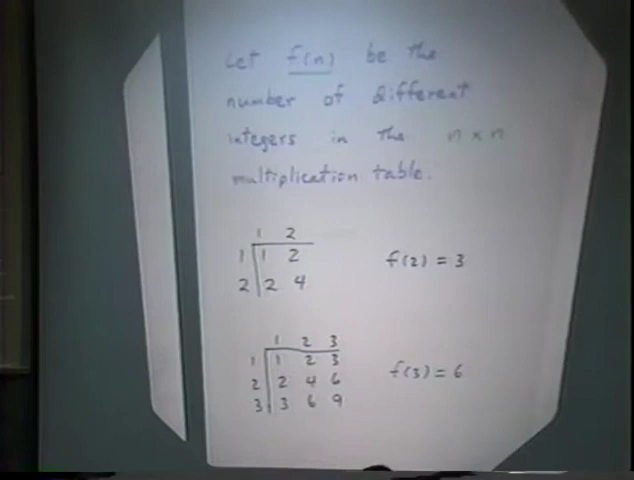 Let f(n) be the
number of different
integers in the n x n
multiplication table.
1 2
1 1 2
2 2 4
f(2) = 3
1 2 3
1 1 2 3
2 2 4 6
3 3 6 9
f(3) = 6